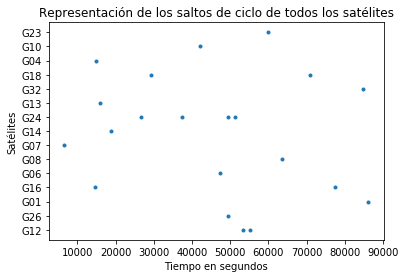 Representación de los saltos de ciclo de todos los satélites
Satélites
G23
G10
G04
G18
G32
G13
G24
G14
G07
G08
G06
G16
G01
G26
G12
10000 20000 30000 40000 50000 60000 70000 80000 90000
Tiempo en segundos